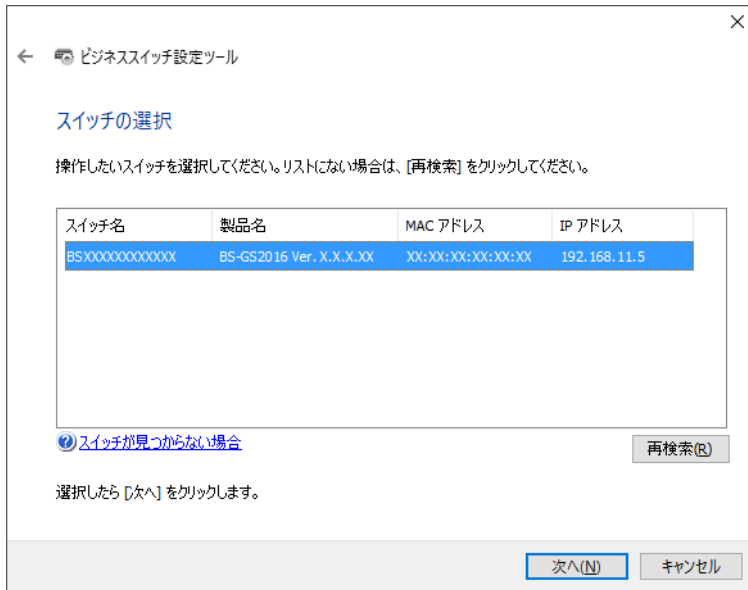 ビジネススイッチ設定ツール
スイッチの選択
操作したいスイッチを選択してください。リストにない場合は、[再検索] をクリックしてください。
スイッチ名 製品名 MAC アドレス IP アドレス
BSXXXXXXXXXXXX BS-GS2016 Ver. X.X.X.XX XX:XX:XX:XX:XX:XX 192.168.11.5
スイッチが見つからない場合
再検索(R)
選択したら [次へ] をクリックします。
次へ(N) キャンセル